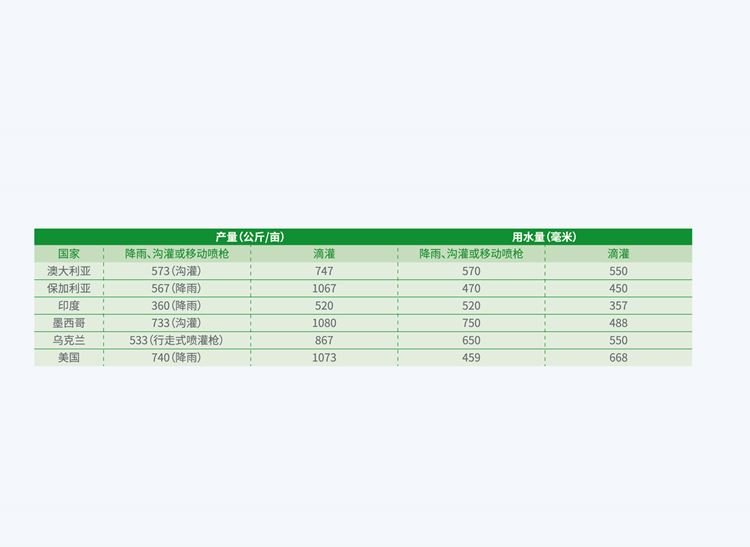 产量(公斤/亩) 用水量(毫米)
国家 降雨、沟灌或移动喷枪 滴灌 降雨、沟灌或移动喷枪 滴灌
澳大利亚 573(沟灌) 747 570 550
保加利亚 567(降雨) 1067 470 450
印度 360(降雨) 520 520 357
墨西哥 733(沟灌) 1080 750 488
乌克兰 533(行走式喷灌枪) 867 650 550
美国 740(降雨) 1073 459 668